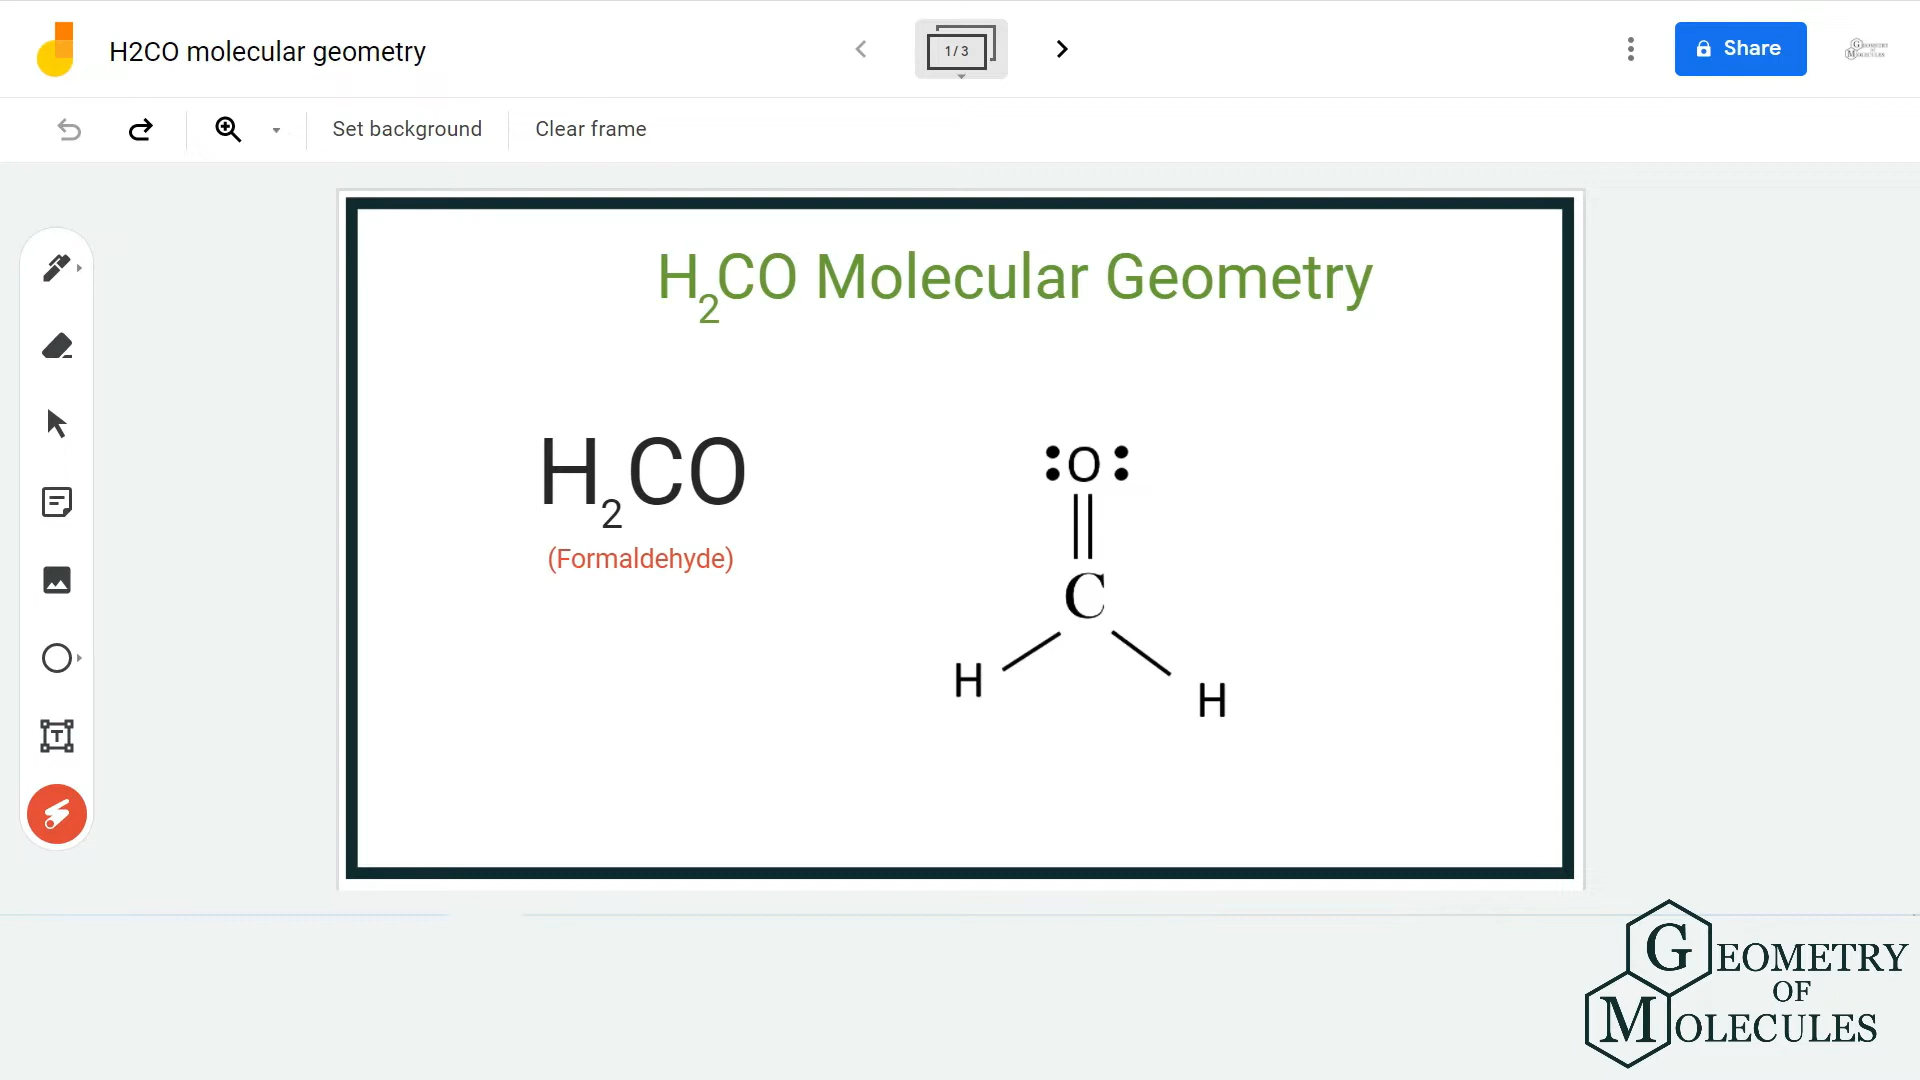 H2CO molecular geometry
1 / 3
Share
Set background
Clear frame
H₂CO Molecular Geometry
H₂CO
(Formaldehyde)
:O:
C
H
H
GEOMETRY
OF
MOLECULES